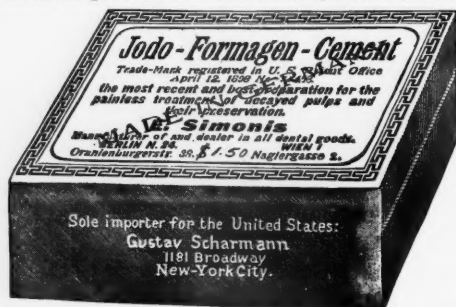 Jodo-Formagen-Cement
Trade-Mark registered in U. S. Patent Office
April 12. 1898 No
the most recent and best preparation for the
painless treatment of decayed pulps and
their preservation.
Simonis
Manufacturer of and dealer in all dental goods.
BERLIN N. 24. WIEN I
Oranienburgerstr. 39. $1.50 Naglergasse 2.
Sole importer for the United States:
Gustav Scharmann
1181 Broadway
New-York City.